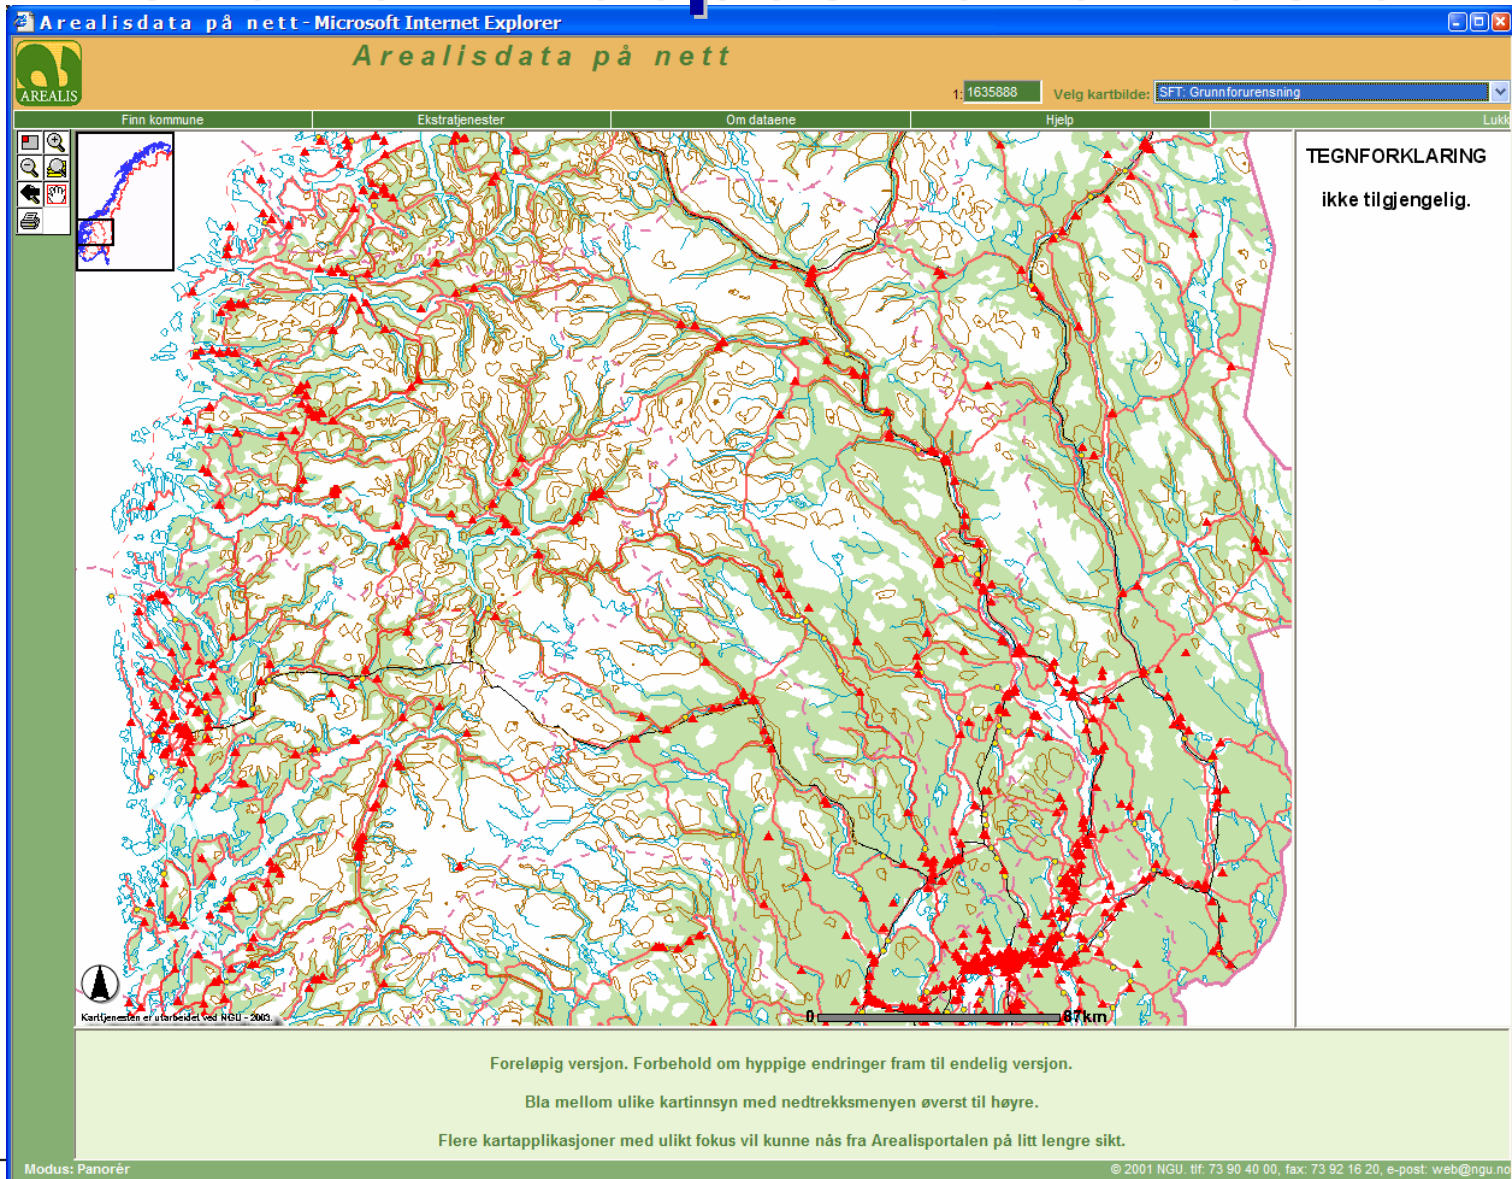 Arealisdata på nett - Microsoft Internet Explorer
Arealisdata på nett
AREALIS
1: 1635888 Velg kartbilde: SFT: Grunnforurensning
Finn kommune Ekstratjenester Om dataene Hjelp Lukk
TEGNFORKLARING
ikke tilgjengelig.
Karttjenesten er utarbeidet ved NGU - 2003.
0 87km
Foreløpig versjon. Forbehold om hyppige endringer fram til endelig versjon.
Bla mellom ulike kartinnsyn med nedtrekksmenyen øverst til høyre.
Flere kartapplikasjoner med ulikt fokus vil kunne nås fra Arealisportalen på litt lengre sikt.
Modus: Panorér © 2001 NGU. tlf: 73 90 40 00, fax: 73 92 16 20, e-post: web@ngu.no